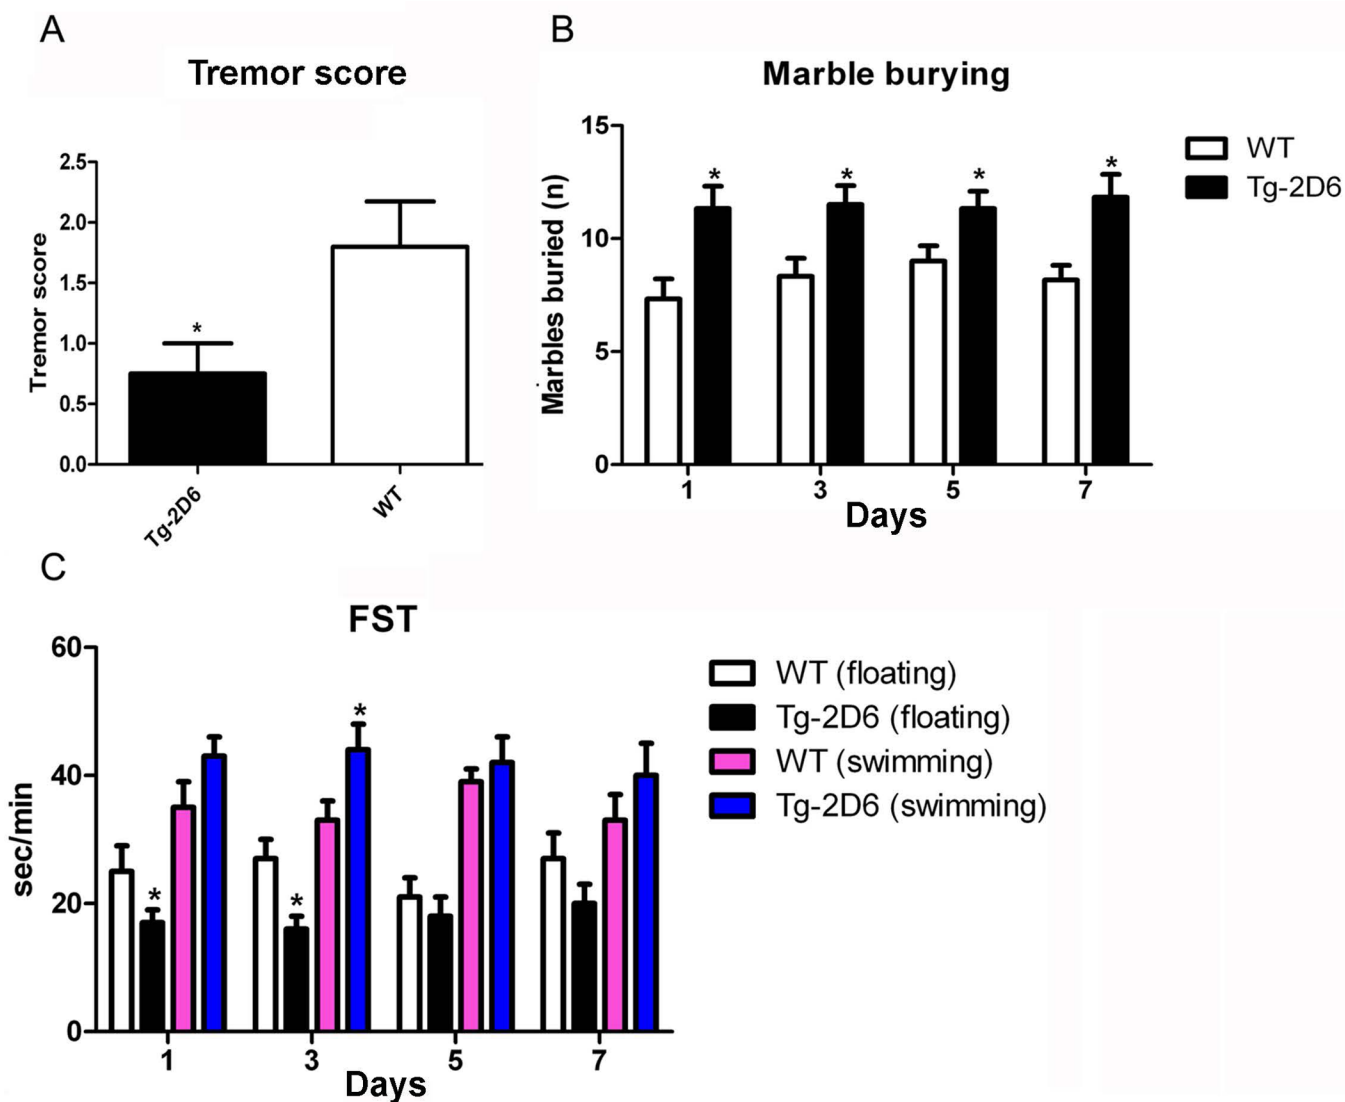 A
Tremor score
2.5
2.0
1.5
1.0
0.5
0.0
Tremor score
*
Tg-2D6
WT
B
Marble burying
15
10
5
0
Marbles buried (n)
* * * *
1 3 5 7
Days
WT
Tg-2D6
C
FST
60
40
20
0
sec/min
* * *
1 3 5 7
Days
WT (floating)
Tg-2D6 (floating)
WT (swimming)
Tg-2D6 (swimming)